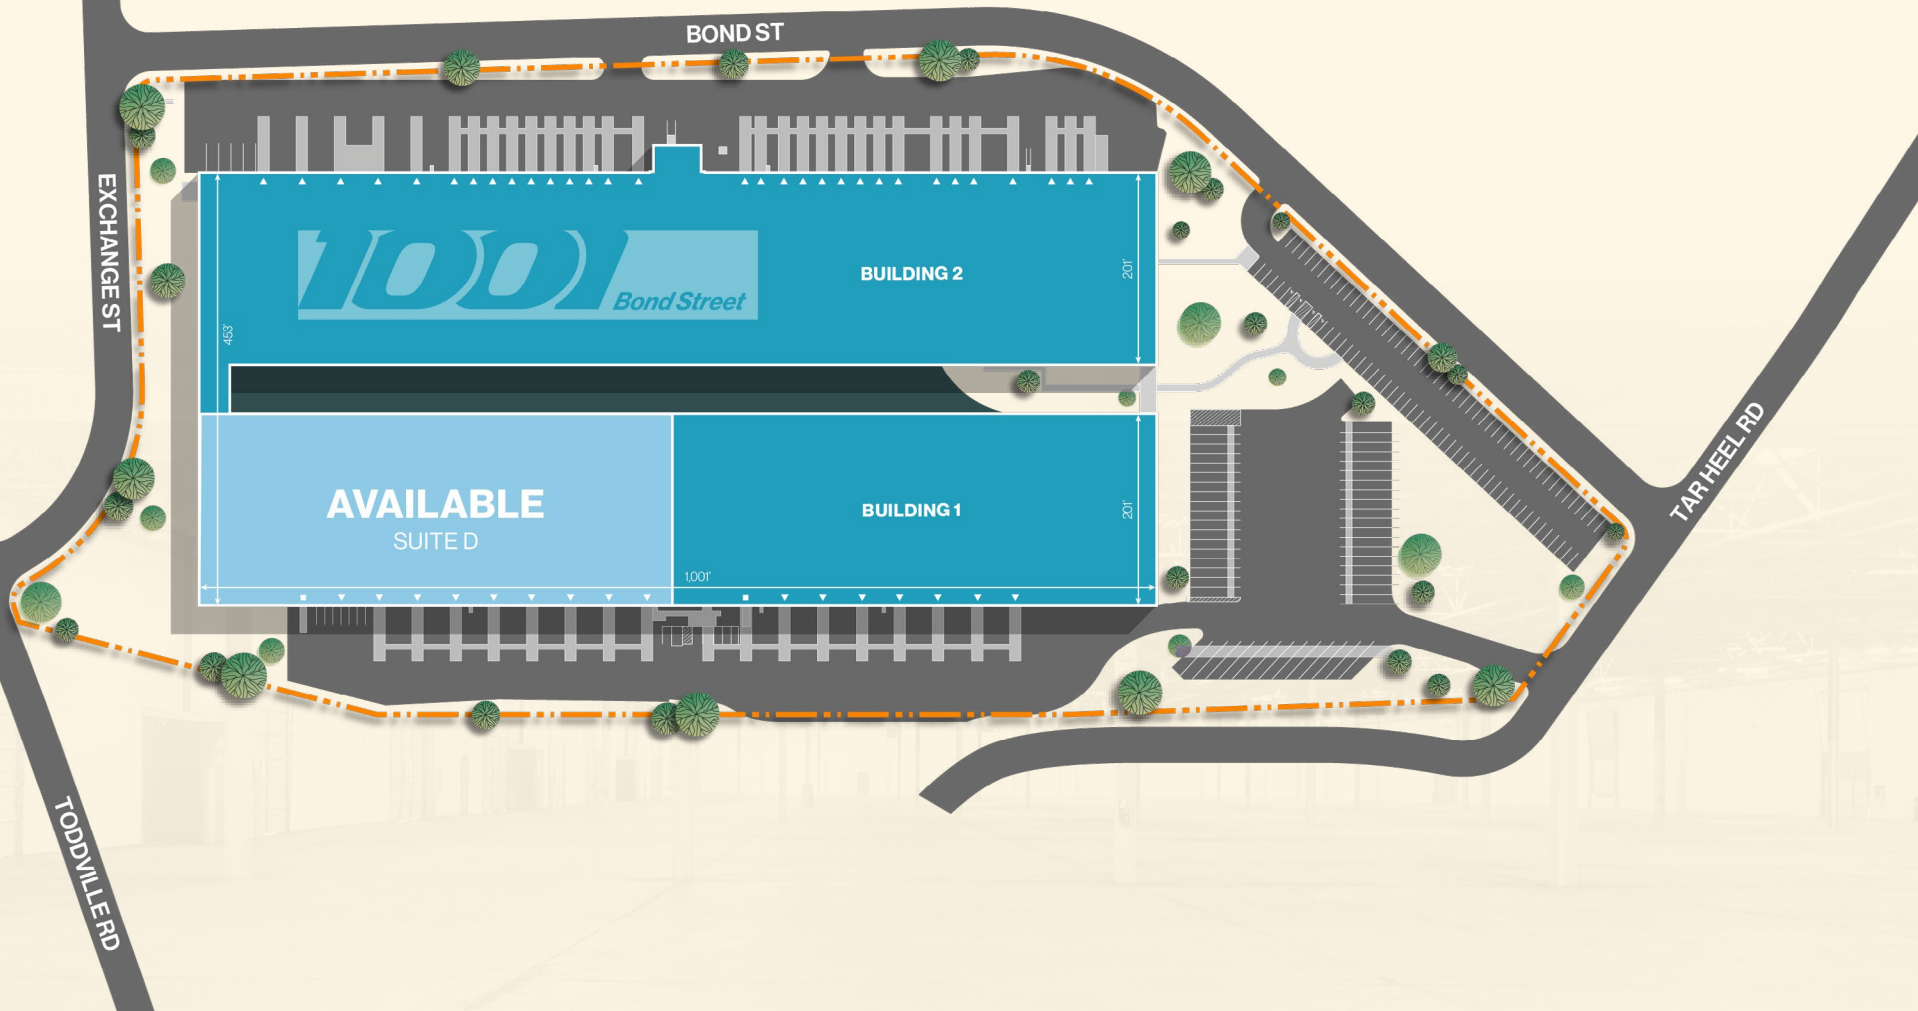 BOND ST
EXCHANGE ST
1001
Bond Street
BUILDING 2
201'
453'
AVAILABLE
SUITE D
BUILDING 1
201'
1,001'
TAR HEEL RD
TODDVILLE RD